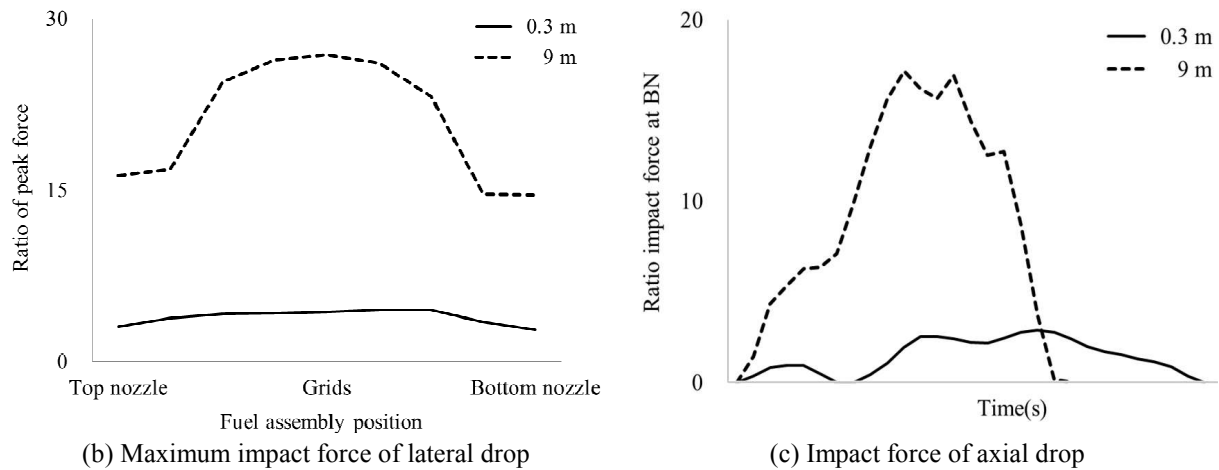 30
15
0
Ratio of peak force
0.3 m
9 m
Top nozzle
Grids
Bottom nozzle
Fuel assembly position
(b) Maximum impact force of lateral drop
20
10
0
Ratio impact force at BN
0.3 m
9 m
Time(s)
(c) Impact force of axial drop